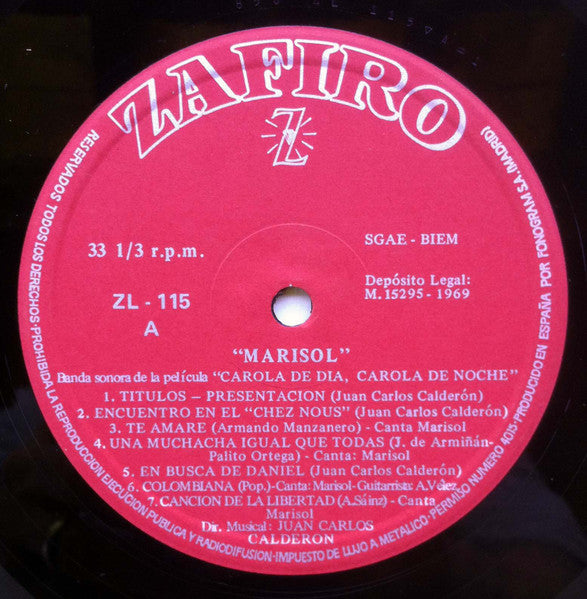 ZAFIRO
Z
33 1/3 r.p.m.
SGAE - BIEM
ZL - 115
A
Depósito Legal:
M. 15295 - 1969
"MARISOL"
Banda sonora de la película "CAROLA DE DIA, CAROLA DE NOCHE"
1. TITULOS — PRESENTACION (Juan Carlos Calderón)
2. ENCUENTRO EN EL "CHEZ NOUS" (Juan Carlos Calderón)
3. TE AMARE (Armando Manzanero) - Canta Marisol
4. UNA MUCHACHA IGUAL QUE TODAS (J. de Armiñán-
Palito Ortega) - Canta: Marisol
5. EN BUSCA DE DANIEL (Juan Carlos Calderón)
6. COLOMBIANA (Pop.)-Canta: Marisol-Guitarrista: A.Vélez
7. CANCION DE LA LIBERTAD (A.Sáinz) - Canta
Marisol
Dir. Musical: JUAN CARLOS
CALDERON
RESERVADOS TODOS LOS DERECHOS-PROHIBIDA LA REPRODUCCION EJECUCION PUBLICA Y RADIODIFUSION-IMPUESTO DE LUJO A METALICO-PERMISO NUMERO 4015-PRODUCIDO EN ESPAÑA POR FONOGRAM S.A. (MADRID)